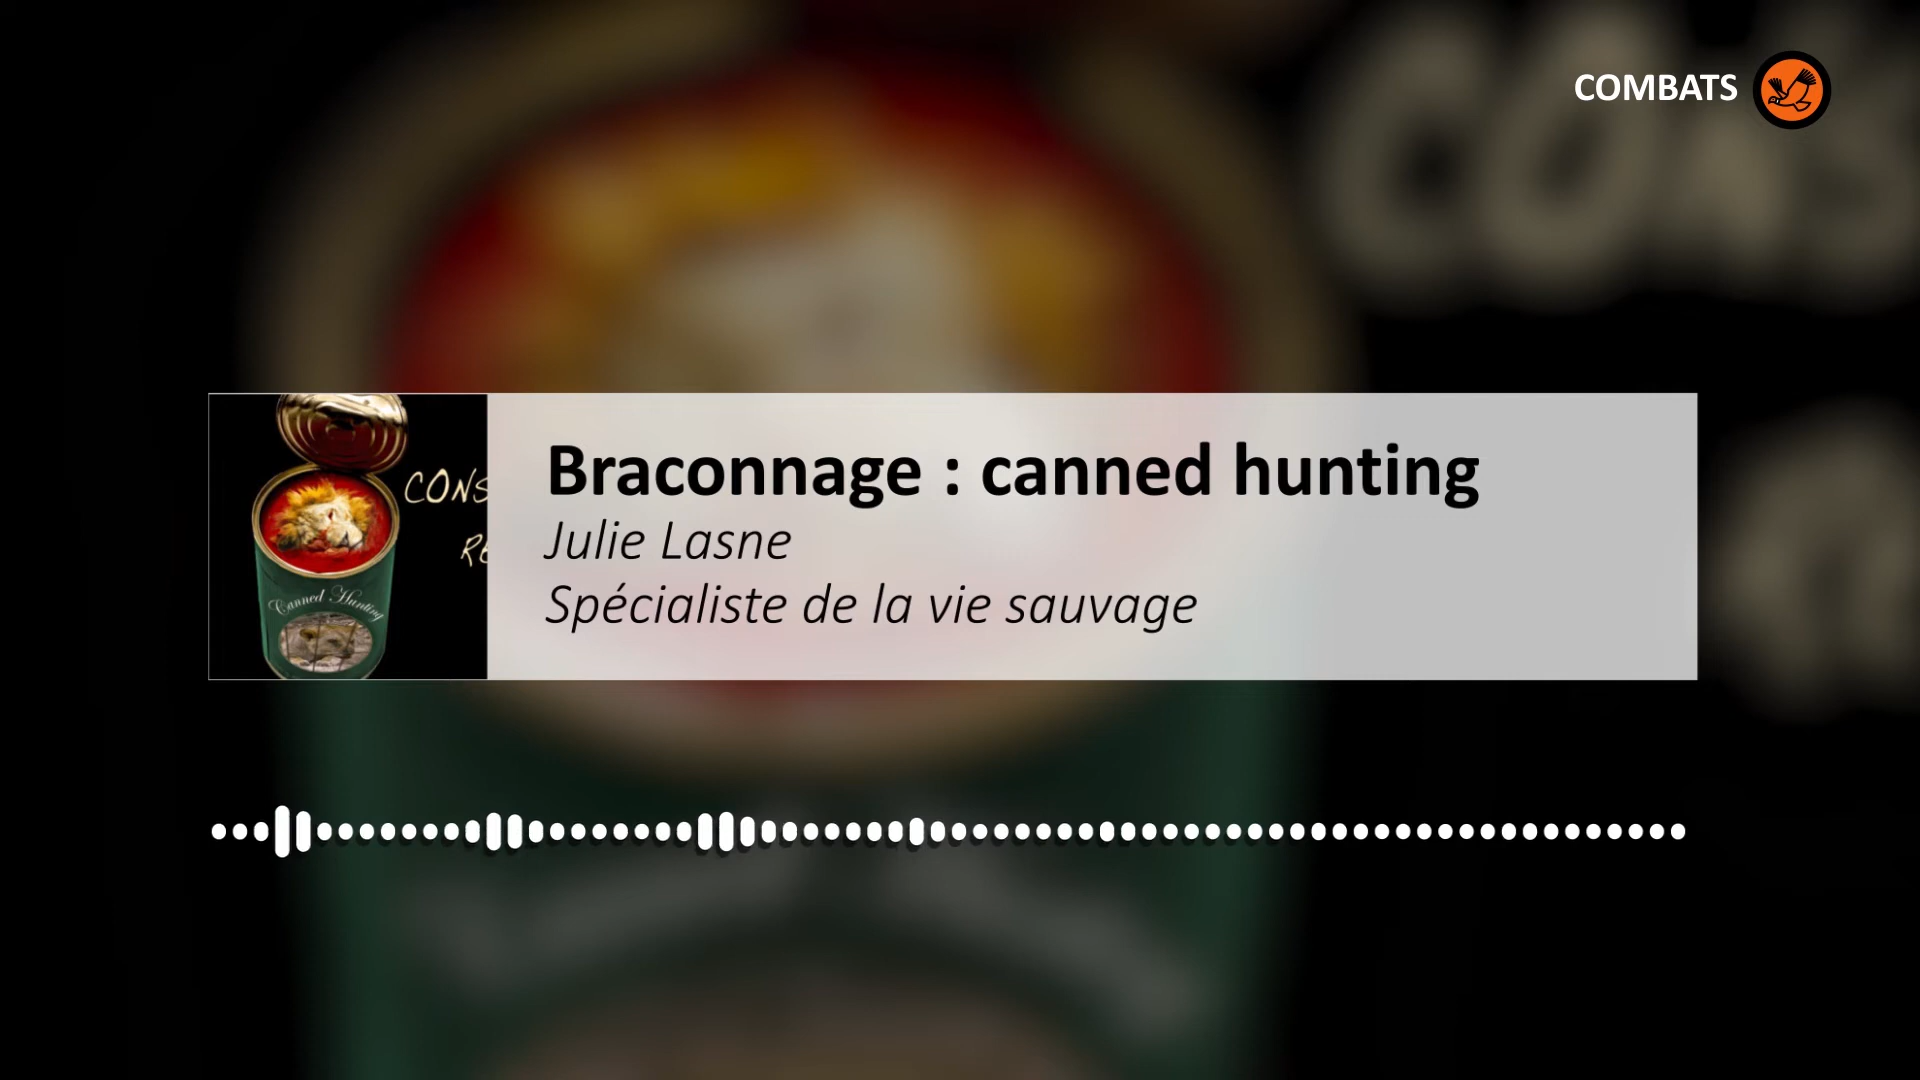 COMBATS
Braconnage : canned hunting
Julie Lasne
Spécialiste de la vie sauvage
CONS
Canned Hunting